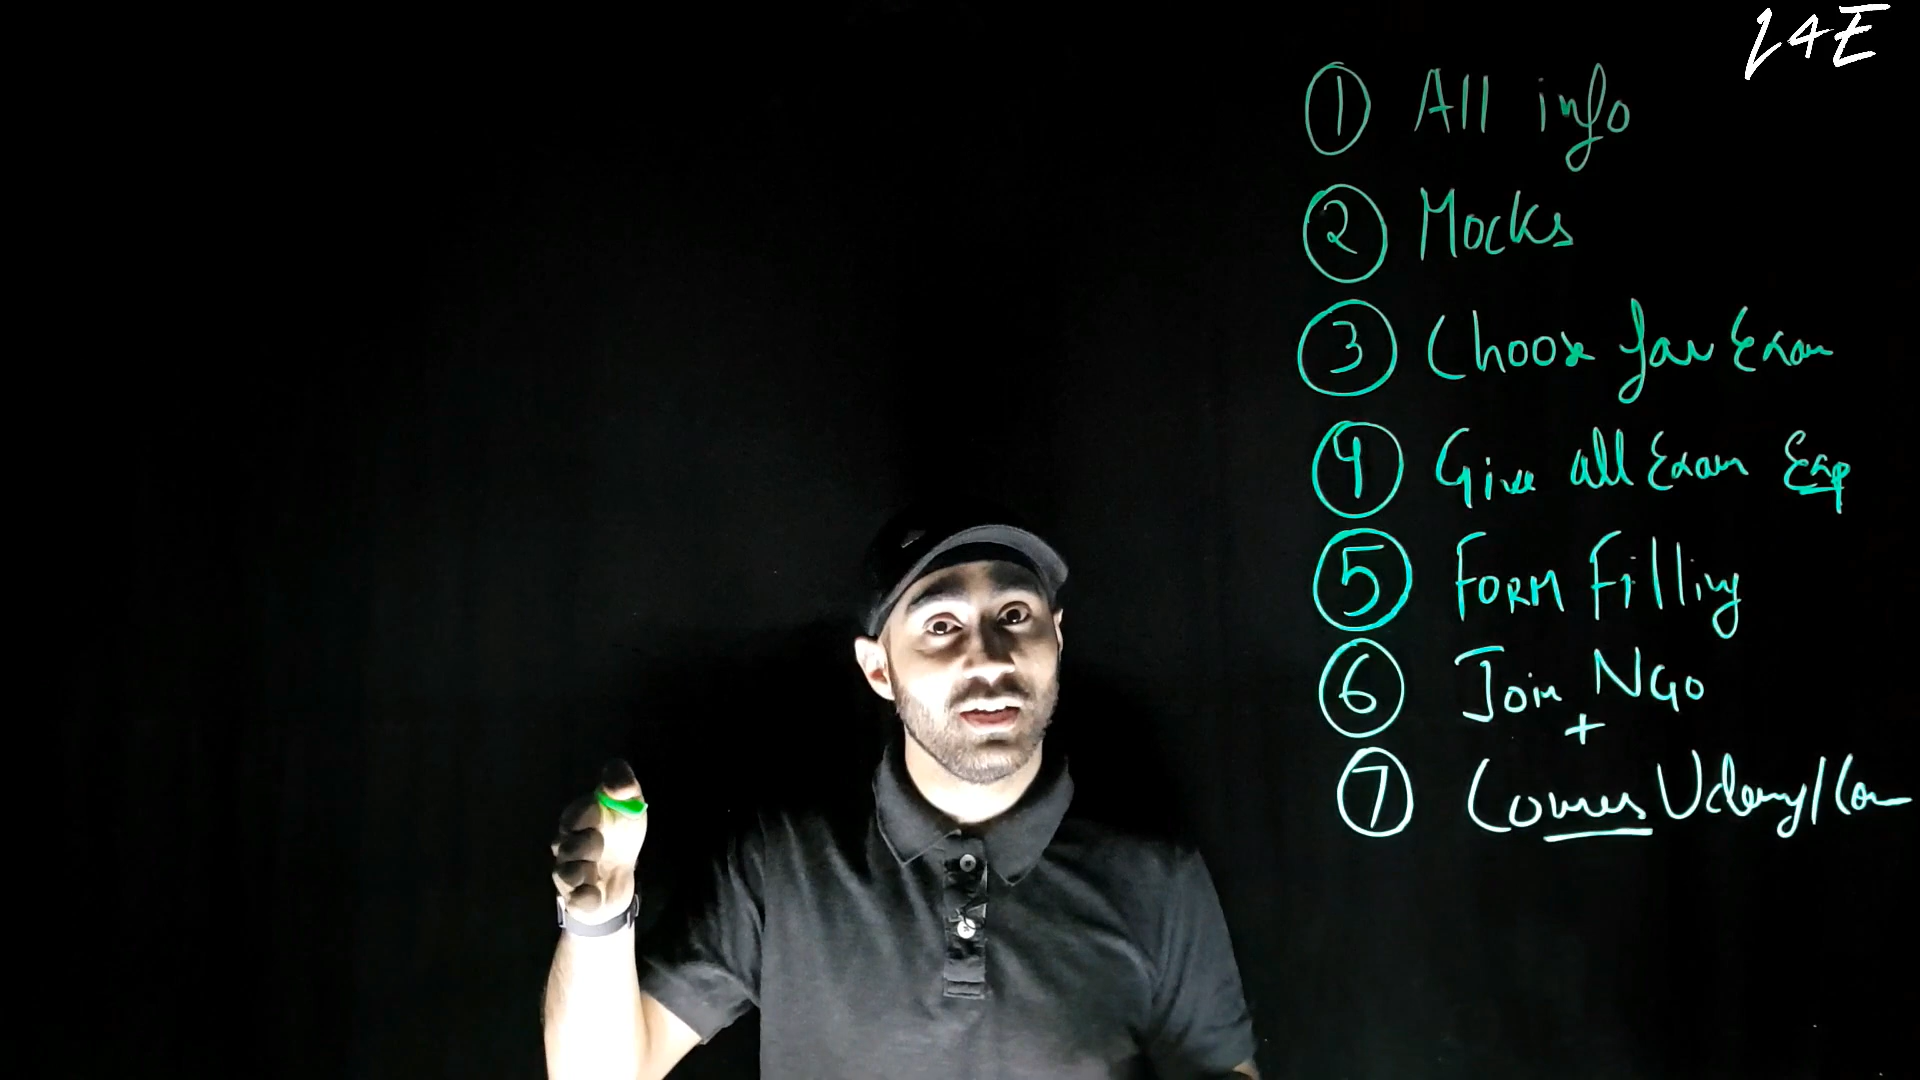 L4E
① All info
② Mocks
③ Choose fav Exam
④ Give all Exam Exp
⑤ FORM Filling
⑥ Join NGO
+
⑦ Courses Udemy/